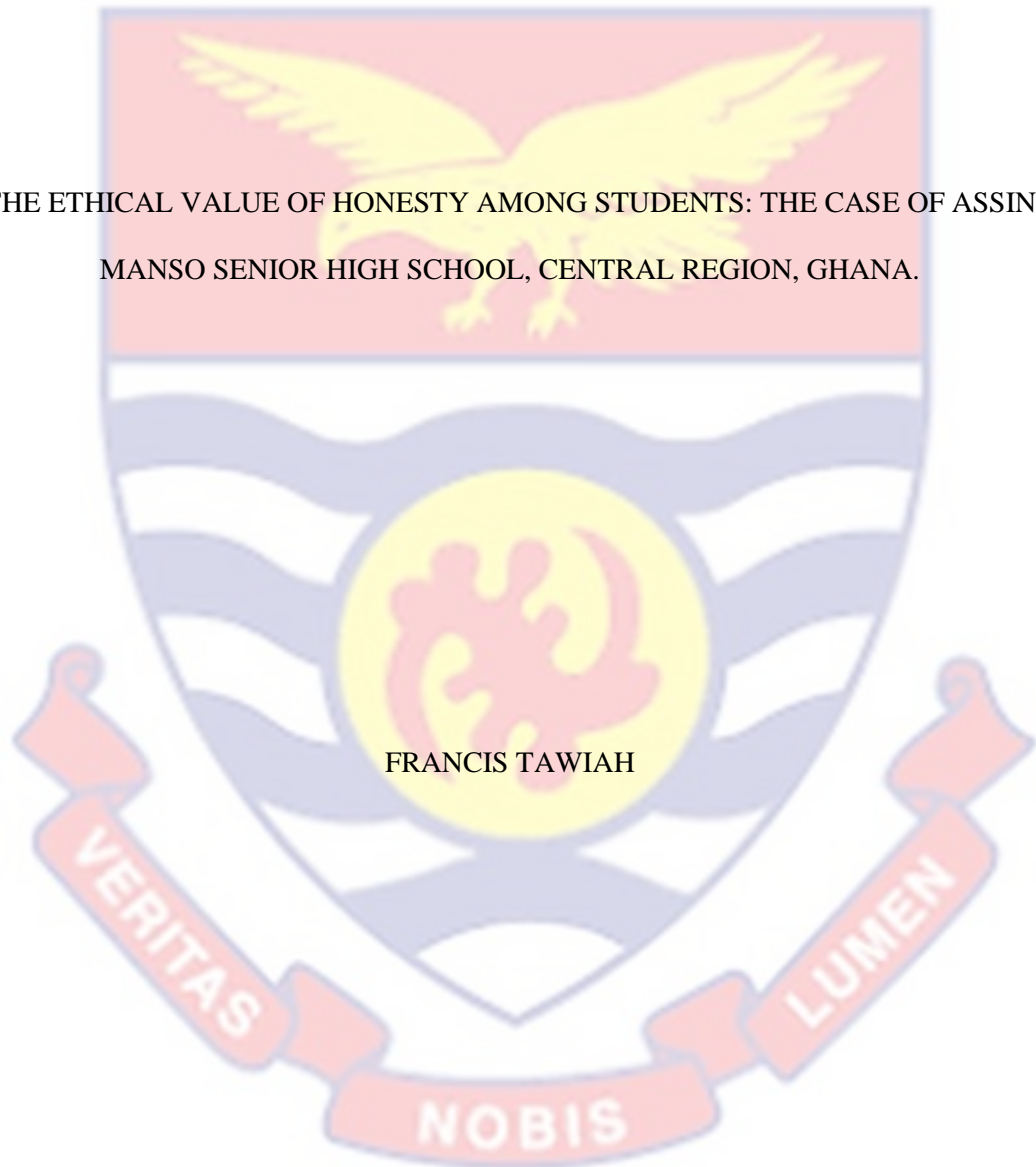 THE ETHICAL VALUE OF HONESTY AMONG STUDENTS: THE CASE OF ASSIN
MANSO SENIOR HIGH SCHOOL, CENTRAL REGION, GHANA.
FRANCIS TAWIAH
VERITAS
NOBIS
LUMEN